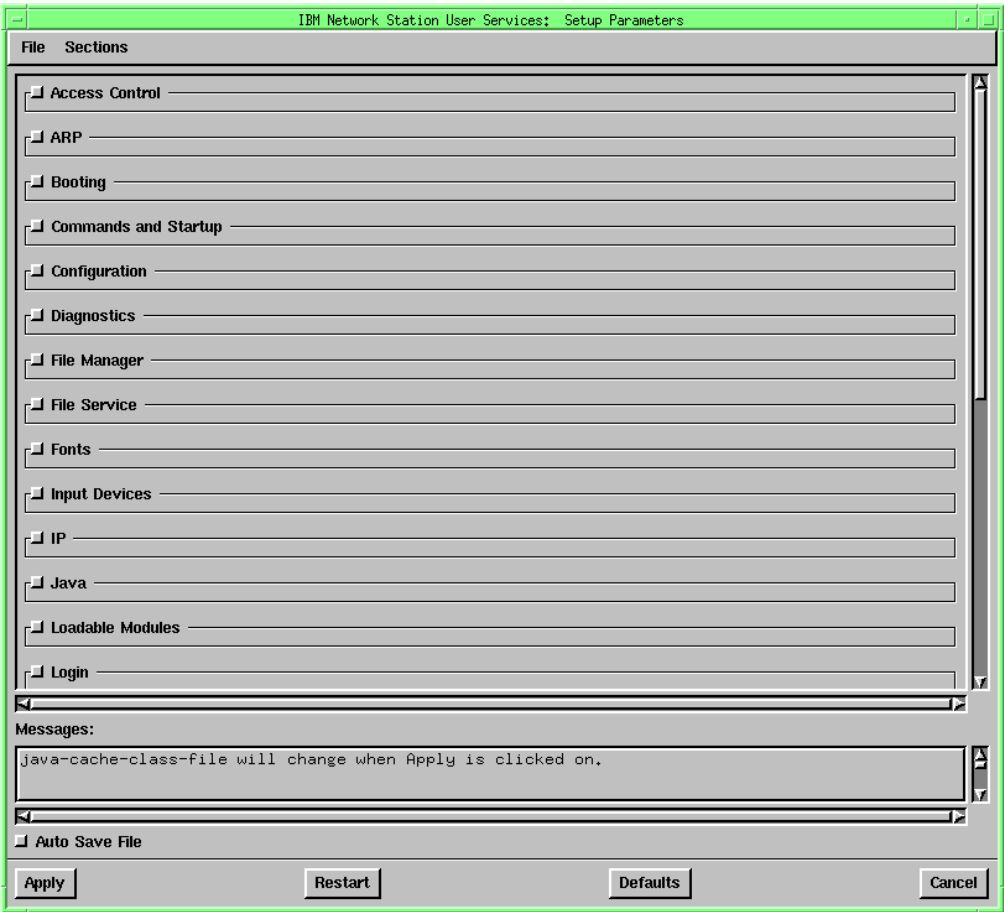 IBM Network Station User Services:  Setup Parameters
File Sections
Access Control
ARP
Booting
Commands and Startup
Configuration
Diagnostics
File Manager
File Service
Fonts
Input Devices
IP
Java
Loadable Modules
Login
Messages:
java-cache-class-file will change when Apply is clicked on.
Auto Save File
Apply Restart Defaults Cancel